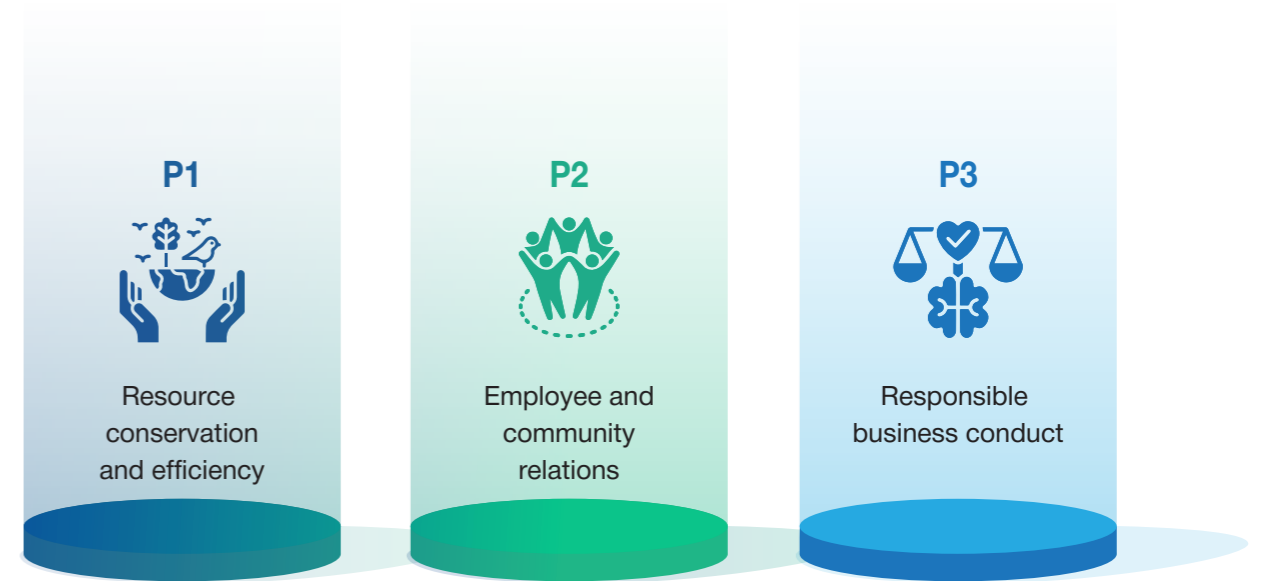 P1
Resource
conservation
and efficiency
P2
Employee and
community
relations
P3
Responsible
business conduct